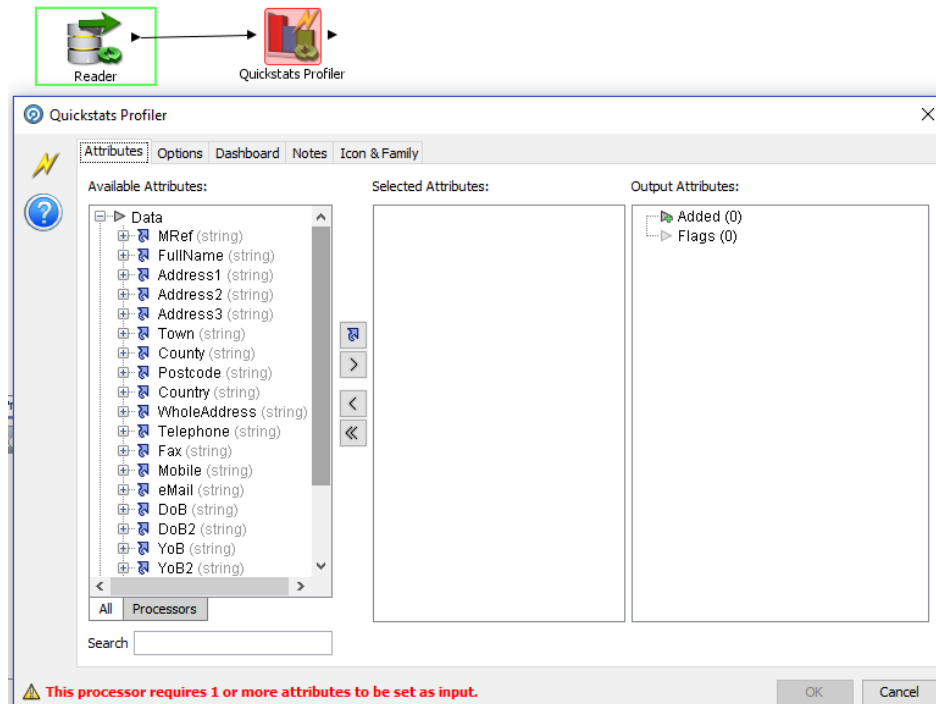 Reader
Quickstats Profiler
Quickstats Profiler
Attributes Options Dashboard Notes Icon & Family
Available Attributes: Selected Attributes: Output Attributes:
Data
MRef (string)
FullName (string)
Address1 (string)
Address2 (string)
Address3 (string)
Town (string)
County (string)
Postcode (string)
Country (string)
WholeAddress (string)
Telephone (string)
Fax (string)
Mobile (string)
eMail (string)
DoB (string)
DoB2 (string)
YoB (string)
YoB2 (string)
Added (0)
Flags (0)
All Processors
Search
This processor requires 1 or more attributes to be set as input.
OK Cancel